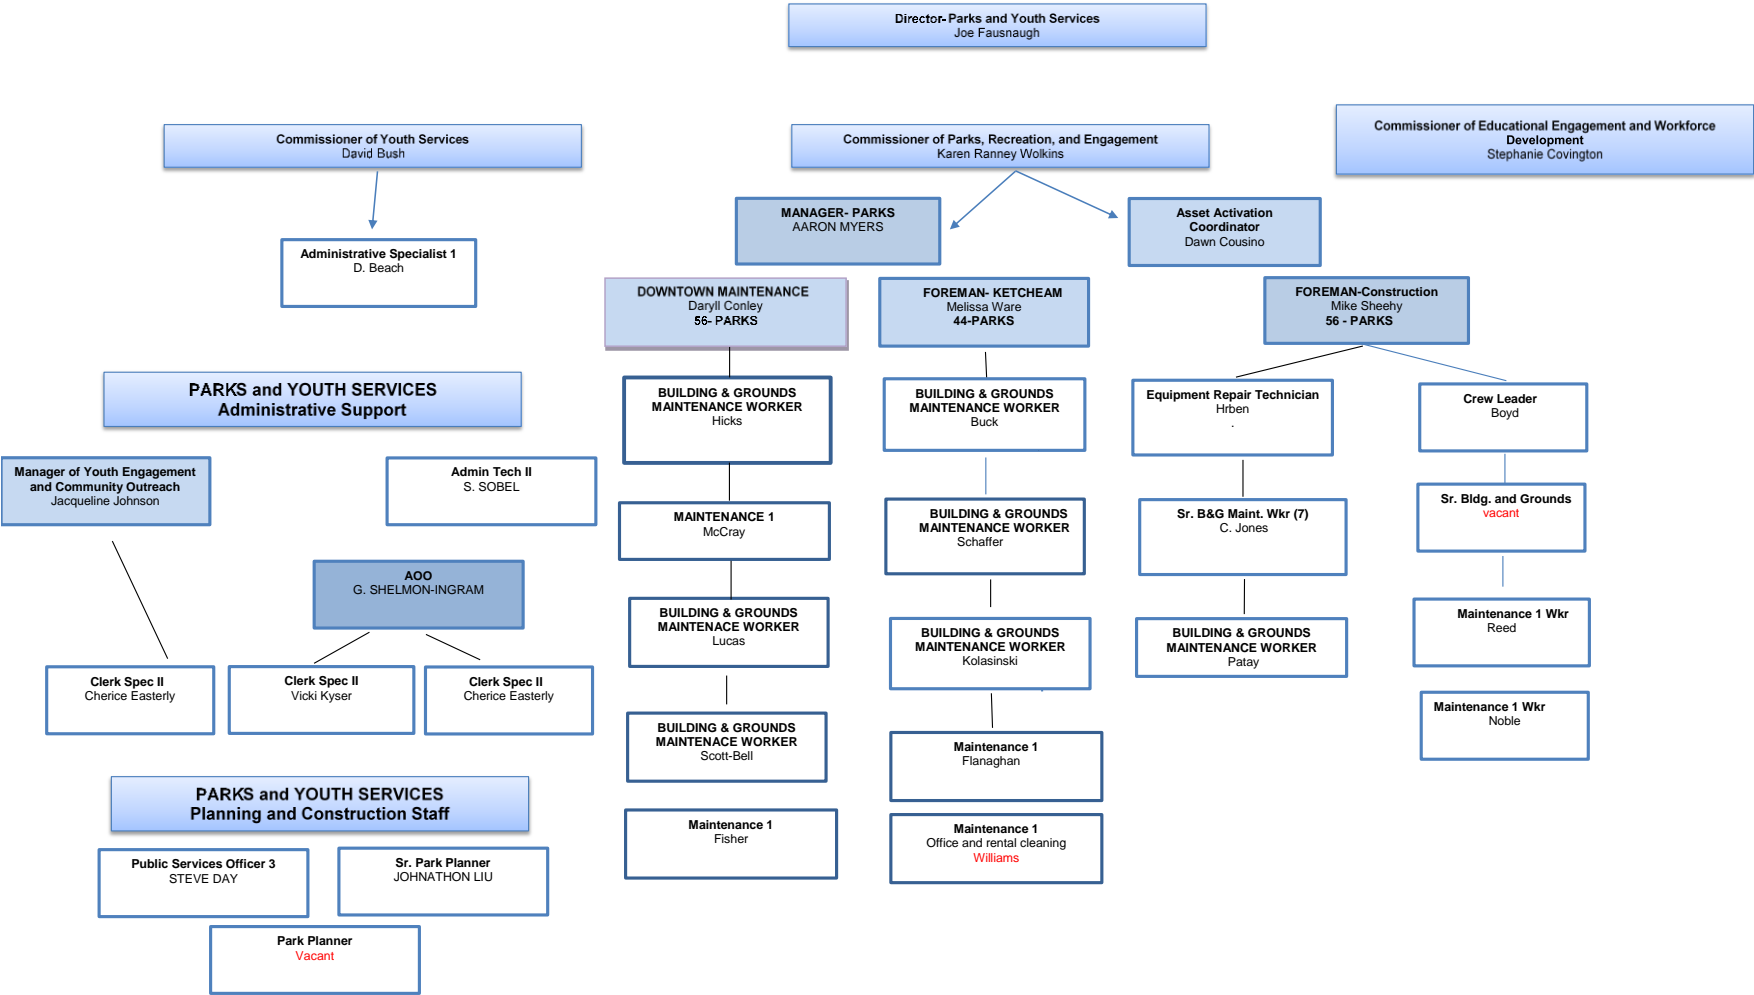 Director- Parks and Youth Services
Joe Fausnaugh
Commissioner of Youth Services
David Bush
Commissioner of Parks, Recreation, and Engagement
Karen Ranney Wolkins
Commissioner of Educational Engagement and Workforce
Development
Stephanie Covington
MANAGER- PARKS
AARON MYERS
Asset Activation
Coordinator
Dawn Cousino
Administrative Specialist 1
D. Beach
DOWNTOWN MAINTENANCE
Daryll Conley
56- PARKS
FOREMAN- KETCHEAM
Melissa Ware
44-PARKS
FOREMAN-Construction
Mike Sheehy
56 - PARKS
PARKS and YOUTH SERVICES
Administrative Support
Manager of Youth Engagement
and Community Outreach
Jacqueline Johnson
Admin Tech II
S. SOBEL
AOO
G. SHELMON-INGRAM
Clerk Spec II
Cherice Easterly
Clerk Spec II
Vicki Kyser
Clerk Spec II
Cherice Easterly
PARKS and YOUTH SERVICES
Planning and Construction Staff
Public Services Officer 3
STEVE DAY
Sr. Park Planner
JOHNATHON LIU
Park Planner
Vacant
BUILDING & GROUNDS
MAINTENANCE WORKER
Hicks
MAINTENANCE 1
McCray
BUILDING & GROUNDS
MAINTENACE WORKER
Lucas
BUILDING & GROUNDS
MAINTENACE WORKER
Scott-Bell
Maintenance 1
Fisher
BUILDING & GROUNDS
MAINTENANCE WORKER
Buck
BUILDING & GROUNDS
MAINTENANCE WORKER
Schaffer
BUILDING & GROUNDS
MAINTENANCE WORKER
Kolasinski
Maintenance 1
Flanaghan
Maintenance 1
Office and rental cleaning
Williams
Equipment Repair Technician
Hrben
.
Sr. B&G Maint. Wkr (7)
C. Jones
BUILDING & GROUNDS
MAINTENANCE WORKER
Patay
Crew Leader
Boyd
Sr. Bldg. and Grounds
vacant
Maintenance 1 Wkr
Reed
Maintenance 1 Wkr
Noble